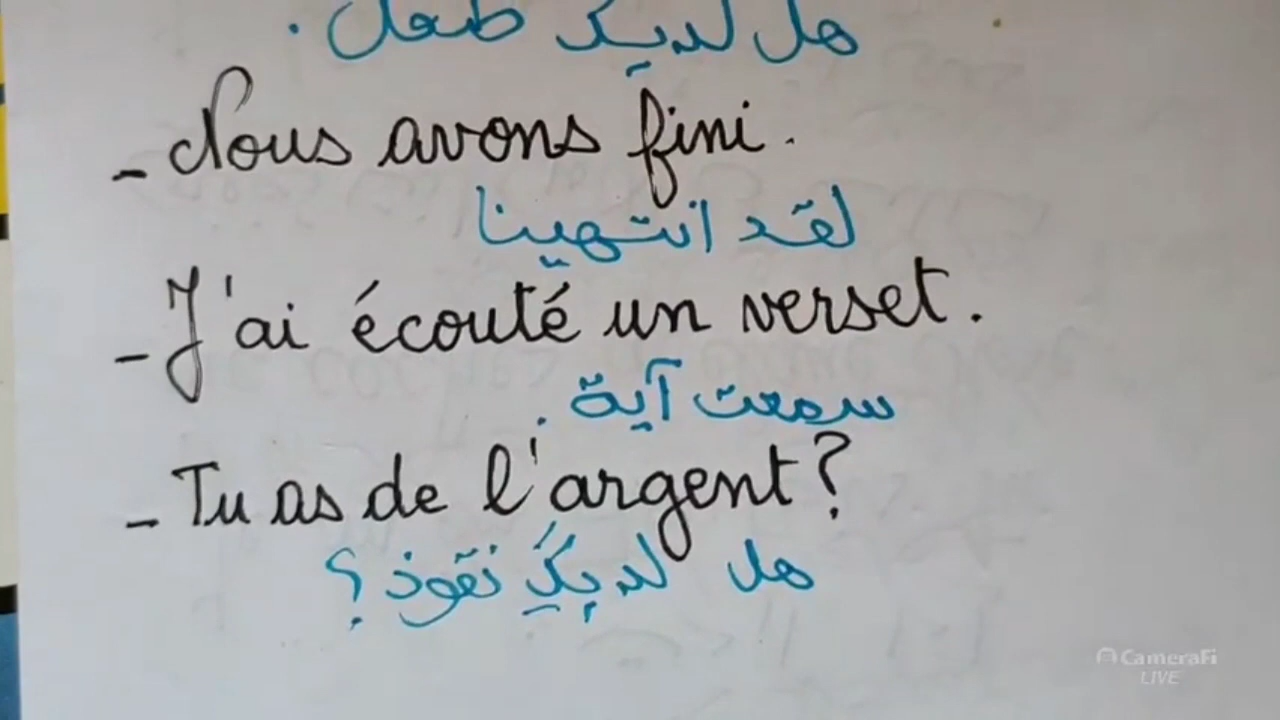 هل لديك طفل.
- Nous avons fini.
لقد انتهينا
- J'ai écouté un verset.
سمعت آية.
- Tu as de l'argent?
هل لديك نقوذ؟
CameraFi
LIVE